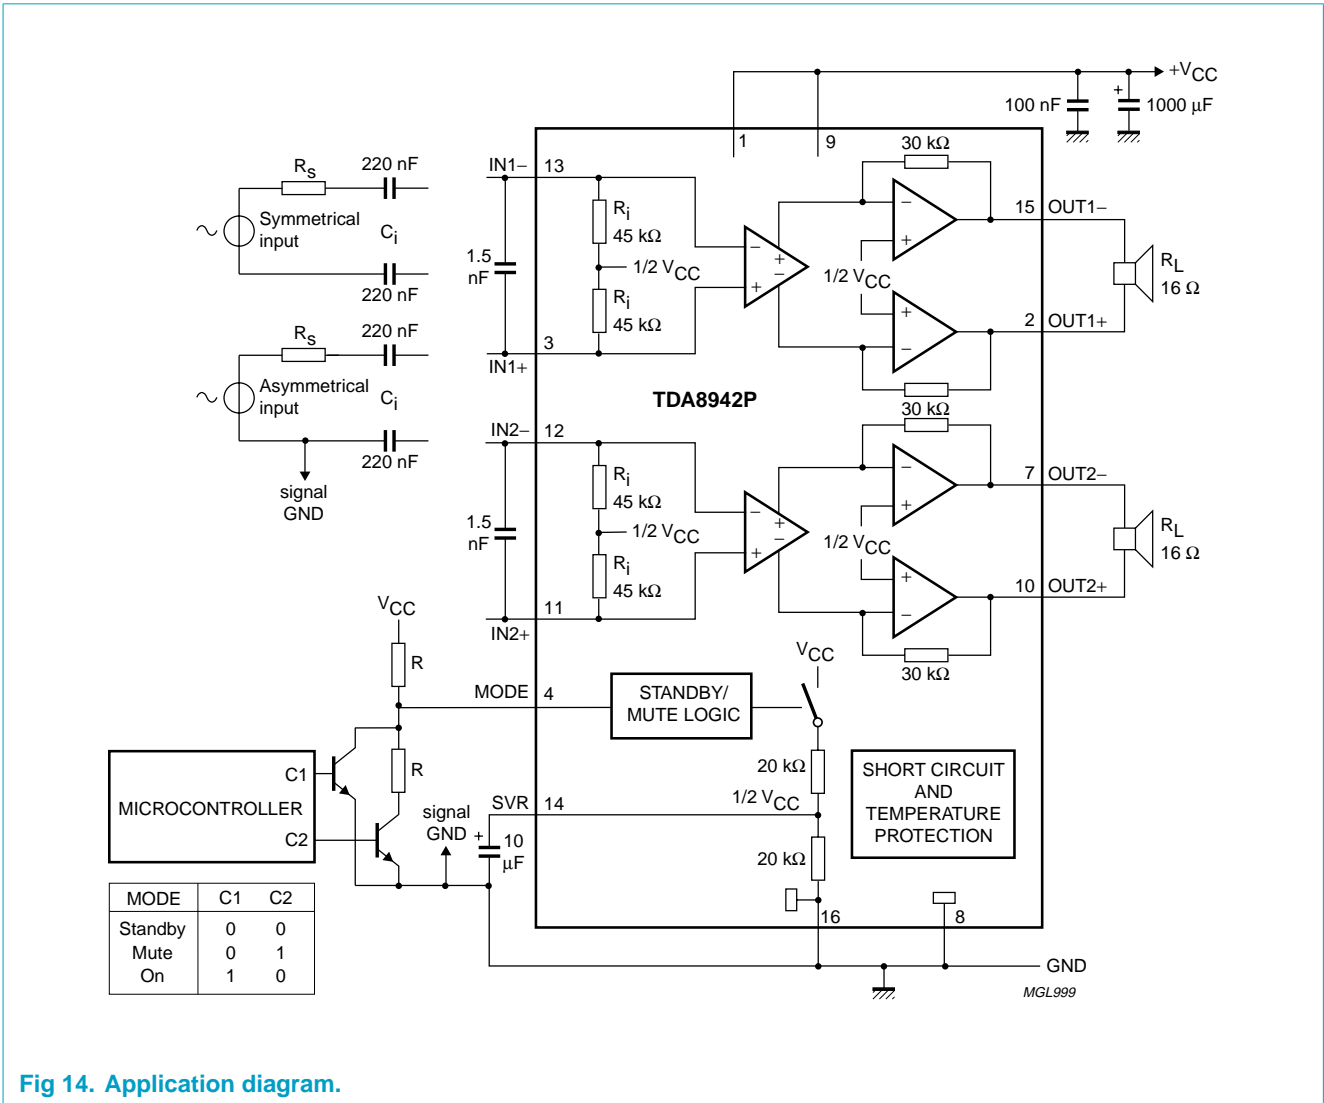 +VCC
100 nF
+
1000 μF
1
9
30 kΩ
220 nF
RS
IN1−
13
Symmetrical
input
Ci
220 nF
Ri
45 kΩ
1.5
nF
1/2 VCC
Ri
45 kΩ
−
+
−
+
−
+
1/2 VCC
+
−
15
OUT1−
RL
16 Ω
2
OUT1+
RS
220 nF
3
IN1+
Asymmetrical
input
Ci
220 nF
signal
GND
TDA8942P
30 kΩ
30 kΩ
IN2−
12
Ri
45 kΩ
1.5
nF
1/2 VCC
Ri
45 kΩ
−
+
−
+
−
+
1/2 VCC
+
−
7
OUT2−
RL
16 Ω
10
OUT2+
11
IN2+
30 kΩ
VCC
R
MODE
4
STANDBY/
MUTE LOGIC
VCC
R
C1
MICROCONTROLLER
C2
20 kΩ
SHORT CIRCUIT
AND
TEMPERATURE
PROTECTION
signal
GND
SVR
14
1/2 VCC
+
10
μF
20 kΩ
16
8
MODE C1 C2
Standby 0 0
Mute 0 1
On 1 0
GND
MGL999
Fig 14. Application diagram.